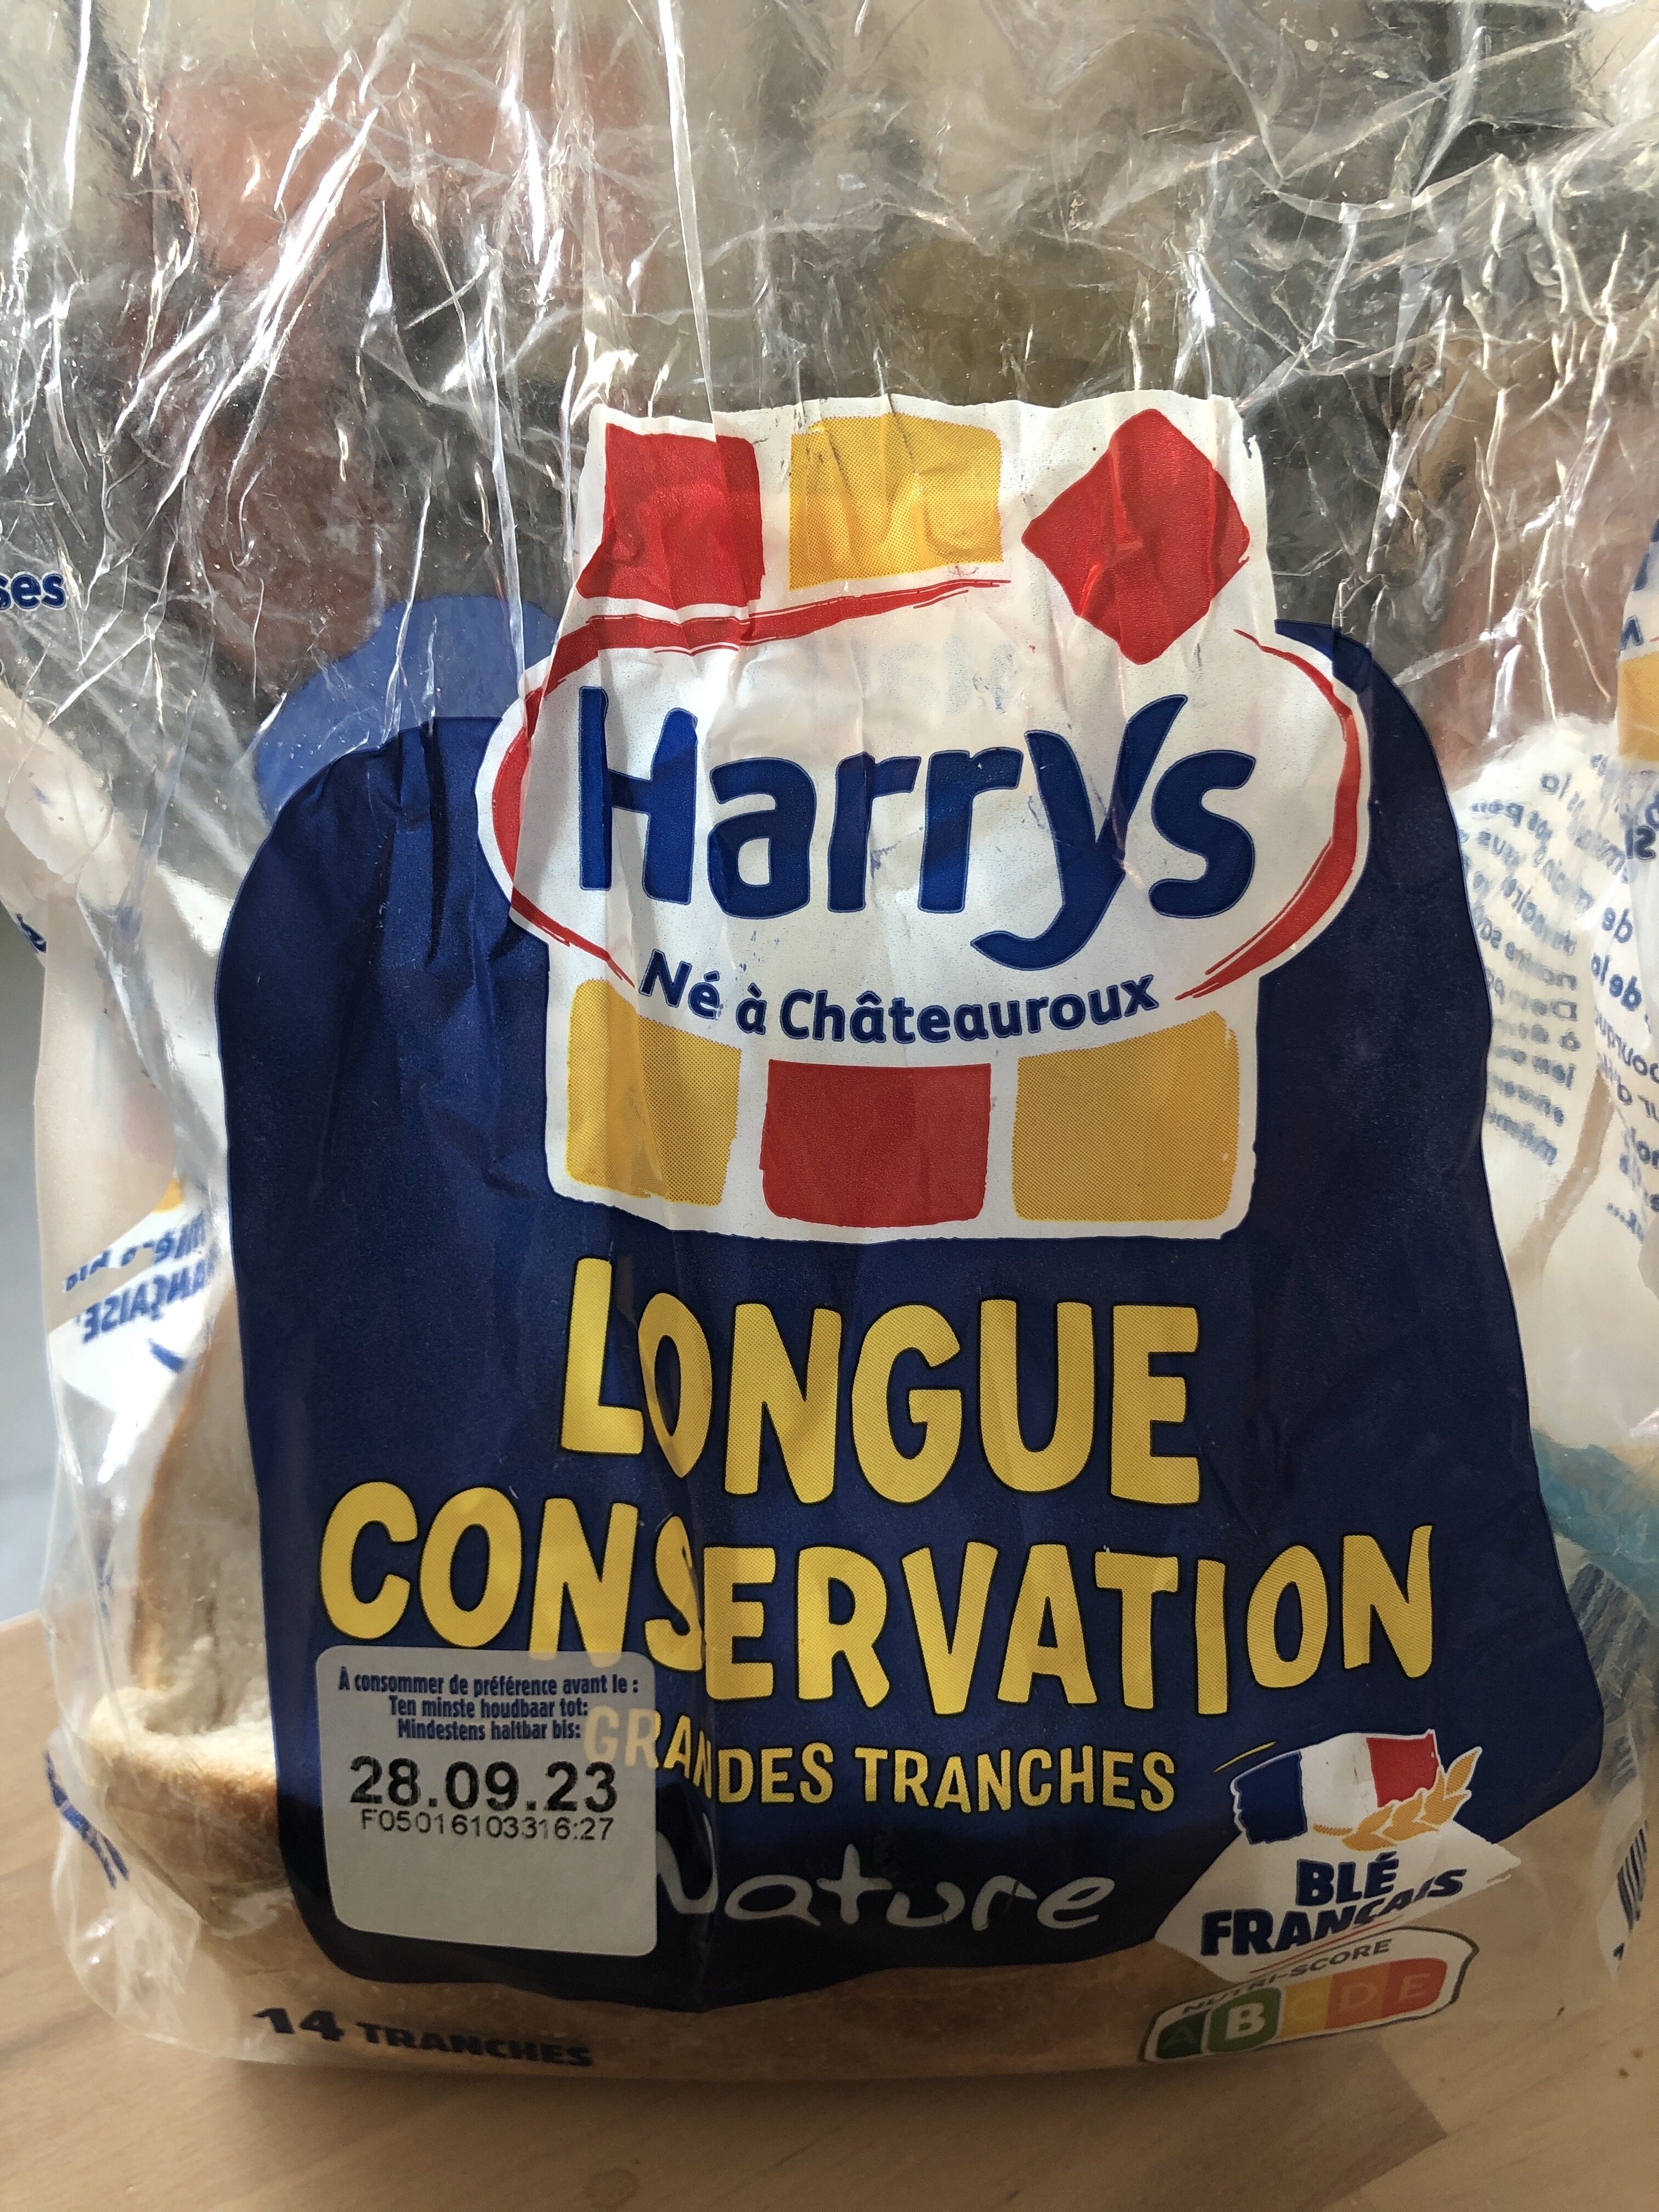 ses
Harrys
Né à Châteauroux
LONGUE
CONSERVATION
À consommer de préférence avant le :
Ten minste houdbaar tot:
Mindestens haltbar bis:
28.09.23
F05016103316:27
GRANDES TRANCHES
Nature
BLÉ
FRANÇAIS
NUTRI-SCORE
A B C D E
14 TRANCHES